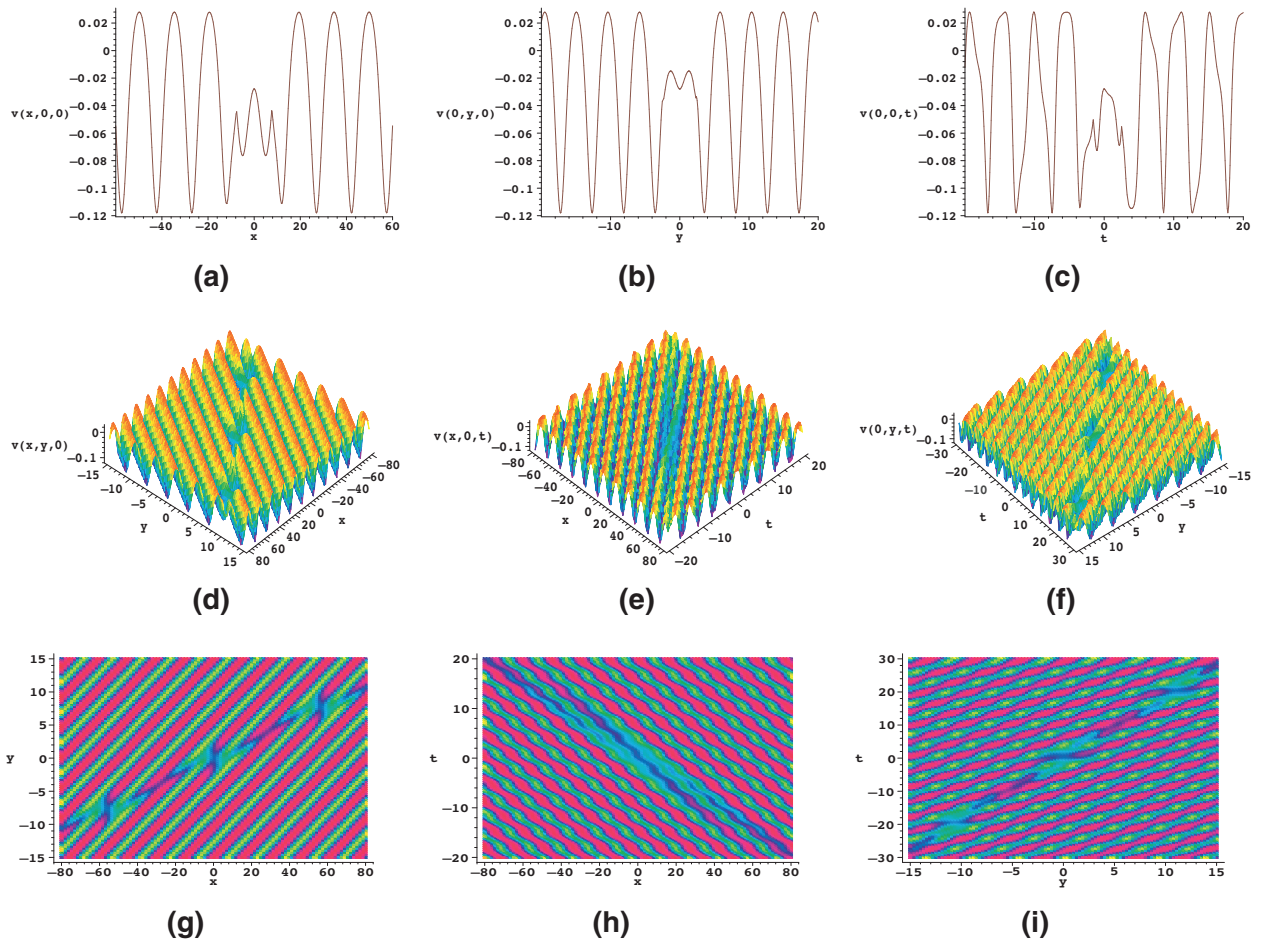 0.02 0 −0.02 −0.04 v(x,0,0) −0.06 −0.08 −0.1 −0.12
−40 −20 0 20 40 60
x
(a)
0.02 0 −0.02 −0.04 v(0,y,0) −0.06 −0.08 −0.1 −0.12
−10 0 10 20
y
(b)
0.02 0 −0.02 −0.04 v(0,0,t) −0.06 −0.08 −0.1 −0.12
−10 0 10 20
t
(c)
0 v(x,y,0) −0.1
−15 −10 −5 0 5 10 15
y
−80 −60 −40 −20 0 20 40 60 80
x
(d)
0 v(x,0,t) −0.1
−80 −60 −40 −20 0 20 40 60 80
x
20 10 0 −10 −20
t
(e)
0 v(0,y,t) −0.1
−30 −20 −10 0 10 20 30
t
−15 −10 −5 0 5 10 15
y
(f)
15 10 5 y 0 −5 −10 −15
−80 −60 −40 −20 0 20 40 60 80
x
(g)
20 10 t 0 −10 −20
−80 −60 −40 −20 0 20 40 60 80
x
(h)
30 20 10 t 0 −10 −20 −30
−15 −10 −5 0 5 10 15
y
(i)